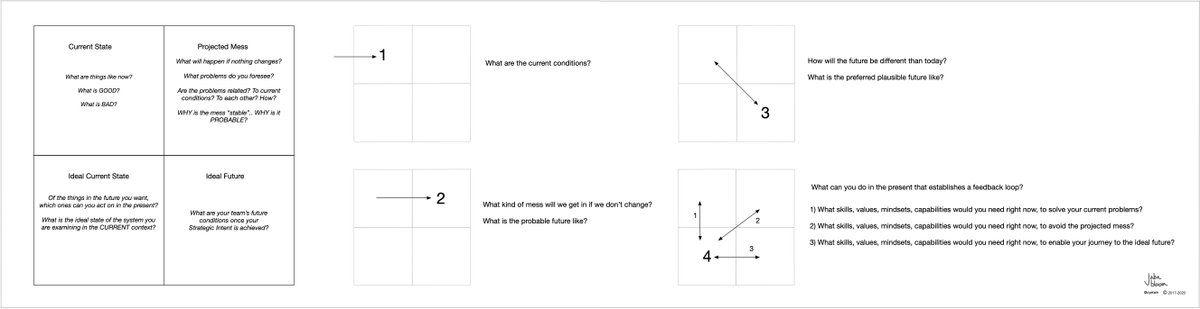 Current State
What are things like now?
What is GOOD?
What is BAD?
Projected Mess
What will happen if nothing changes?
What problems do you foresee?
Are the problems related? To current
conditions? To each other? How?
WHY is the mess "stable",. WHY is it
PROBABLE?
Ideal Current State
Of the things in the future you want,
which ones can you act on in the present?
What is the ideal state of the system you
are examining in the CURRENT context?
Ideal Future
What are your team's future
conditions once your
Strategic Intent is achieved?
1
What are the current conditions?
2
What kind of mess will we get in if we don't change?
What is the probable future like?
3
How will the future be different than today?
What is the preferred plausible future like?
1
2
3
4
What can you do in the present that establishes a feedback loop?
1) What skills, values, mindsets, capabilities would you need right now, to solve your current problems?
2) What skills, values, mindsets, capabilities would you need right now, to avoid the projected mess?
3) What skills, values, mindsets, capabilities would you need right now, to enable your journey to the ideal future?
Jabe
bloom
© 2017-2020